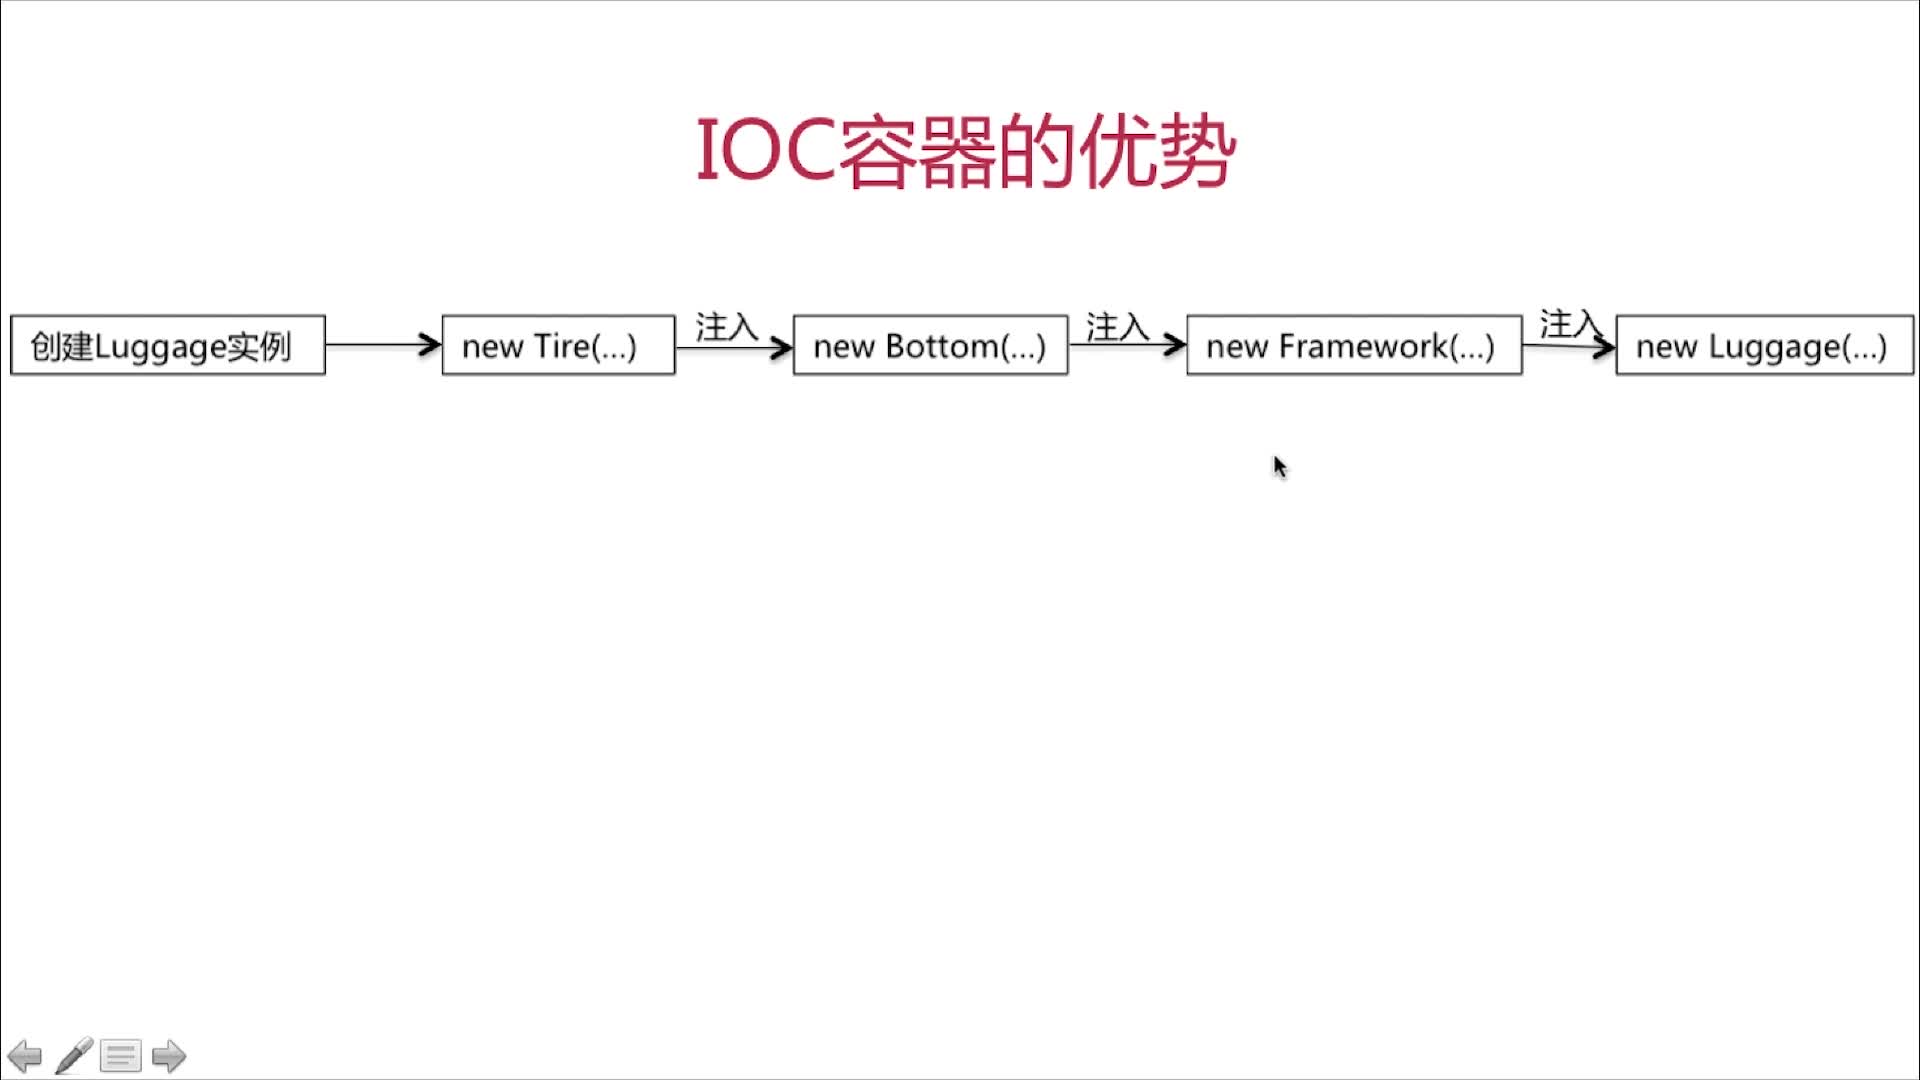 IOC容器的优势
创建Luggage实例
new Tire(...)
注入
new Bottom(...)
注入
new Framework(...)
注入
new Luggage(...)